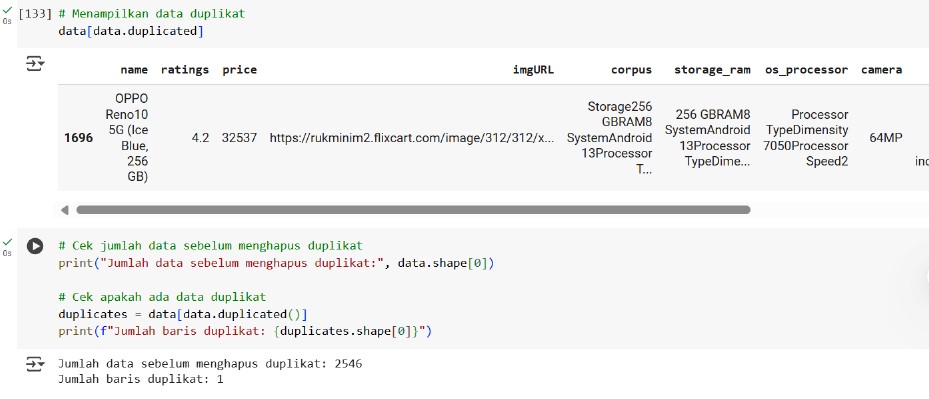 [133] # Menampilkan data duplikat
0s data[data.duplicated]
name ratings price imgURL corpus storage_ram os_processor camera
1696 OPPO Reno10 5G (Ice Blue, 256 GB) 4.2 32537 https://rukminim2.flixcart.com/image/312/312/x... Storage256 GBRAM8 SystemAndroid 13Processor T... 256 GBRAM8 SystemAndroid 13Processor TypeDime... Processor TypeDimensity 7050Processor Speed2 64MP inc
# Cek jumlah data sebelum menghapus duplikat
0s print("Jumlah data sebelum menghapus duplikat:", data.shape[0])
# Cek apakah ada data duplikat
duplicates = data[data.duplicated()]
print(f"Jumlah baris duplikat: {duplicates.shape[0]}")
Jumlah data sebelum menghapus duplikat: 2546
Jumlah baris duplikat: 1